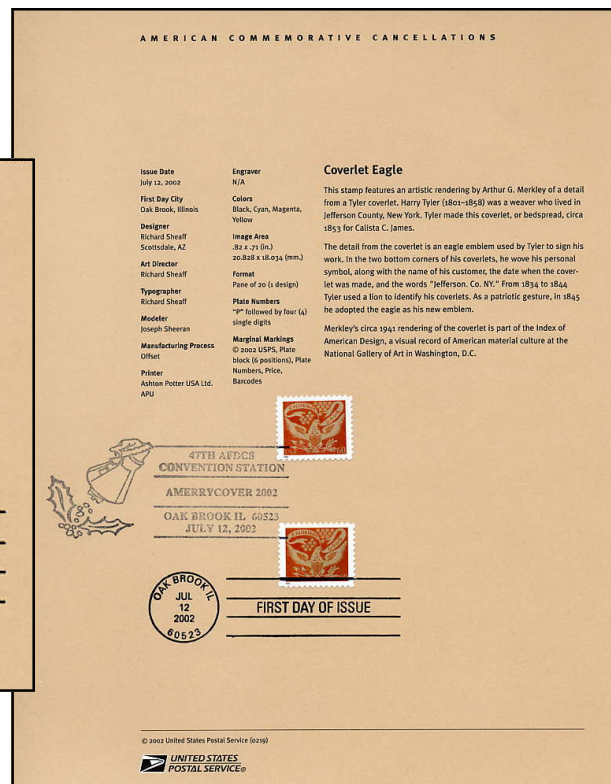 AMERICAN COMMEMORATIVE CANCELLATIONS
Issue Date
July 12, 2002
First Day City
Oak Brook, Illinois
Designer
Richard Sheaff
Scottsdale, AZ
Art Director
Richard Sheaff
Typographer
Richard Sheaff
Modeler
Joseph Sheeran
Manufacturing Process
Offset
Printer
Ashton Potter USA Ltd.
APU
Engraver
N/A
Colors
Black, Cyan, Magenta,
Yellow
Image Area
.82 x .71 (in.)
20.828 x 18.034 (mm.)
Format
Pane of 20 (1 design)
Plate Numbers
"P" followed by four (4)
single digits
Marginal Markings
© 2002 USPS, Plate
block (6 positions), Plate
Numbers, Price,
Barcodes
Coverlet Eagle
This stamp features an artistic rendering by Arthur G. Merkley of a detail
from a Tyler coverlet. Harry Tyler (1801–1858) was a weaver who lived in
Jefferson County, New York. Tyler made this coverlet, or bedspread, circa
1853 for Calista C. James.
The detail from the coverlet is an eagle emblem used by Tyler to sign his
work. In the two bottom corners of his coverlets, he wove his personal
symbol, along with the name of his customer, the date when the cover-
let was made, and the words "Jefferson. Co. NY." From 1834 to 1844
Tyler used a lion to identify his coverlets. As a patriotic gesture, in 1845
he adopted the eagle as his new emblem.
Merkley's circa 1941 rendering of the coverlet is part of the Index of
American Design, a visual record of American material culture at the
National Gallery of Art in Washington, D.C.
47TH AFDCS
CONVENTION STATION
AMERRYCOVER 2002
OAK BROOK IL 60523
JULY 12, 2002
OAK BROOK IL
JUL
12
2002
60523
FIRST DAY OF ISSUE
© 2002 United States Postal Service (0219)
UNITED STATES
POSTAL SERVICE®